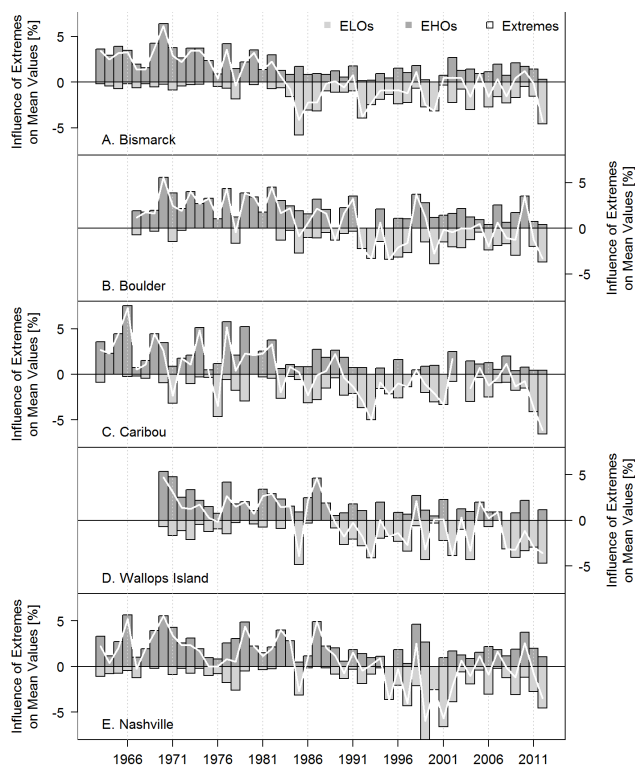 ELOs EHOs Extremes
Influence of Extremes
on Mean Values [%]
5
0
-5
A. Bismarck
5
0
-5
Influence of Extremes
on Mean Values [%]
B. Boulder
Influence of Extremes
on Mean Values [%]
5
0
-5
C. Caribou
5
0
-5
Influence of Extremes
on Mean Values [%]
D. Wallops Island
Influence of Extremes
on Mean Values [%]
5
0
-5
E. Nashville
1966 1971 1976 1981 1986 1991 1996 2001 2006 2011